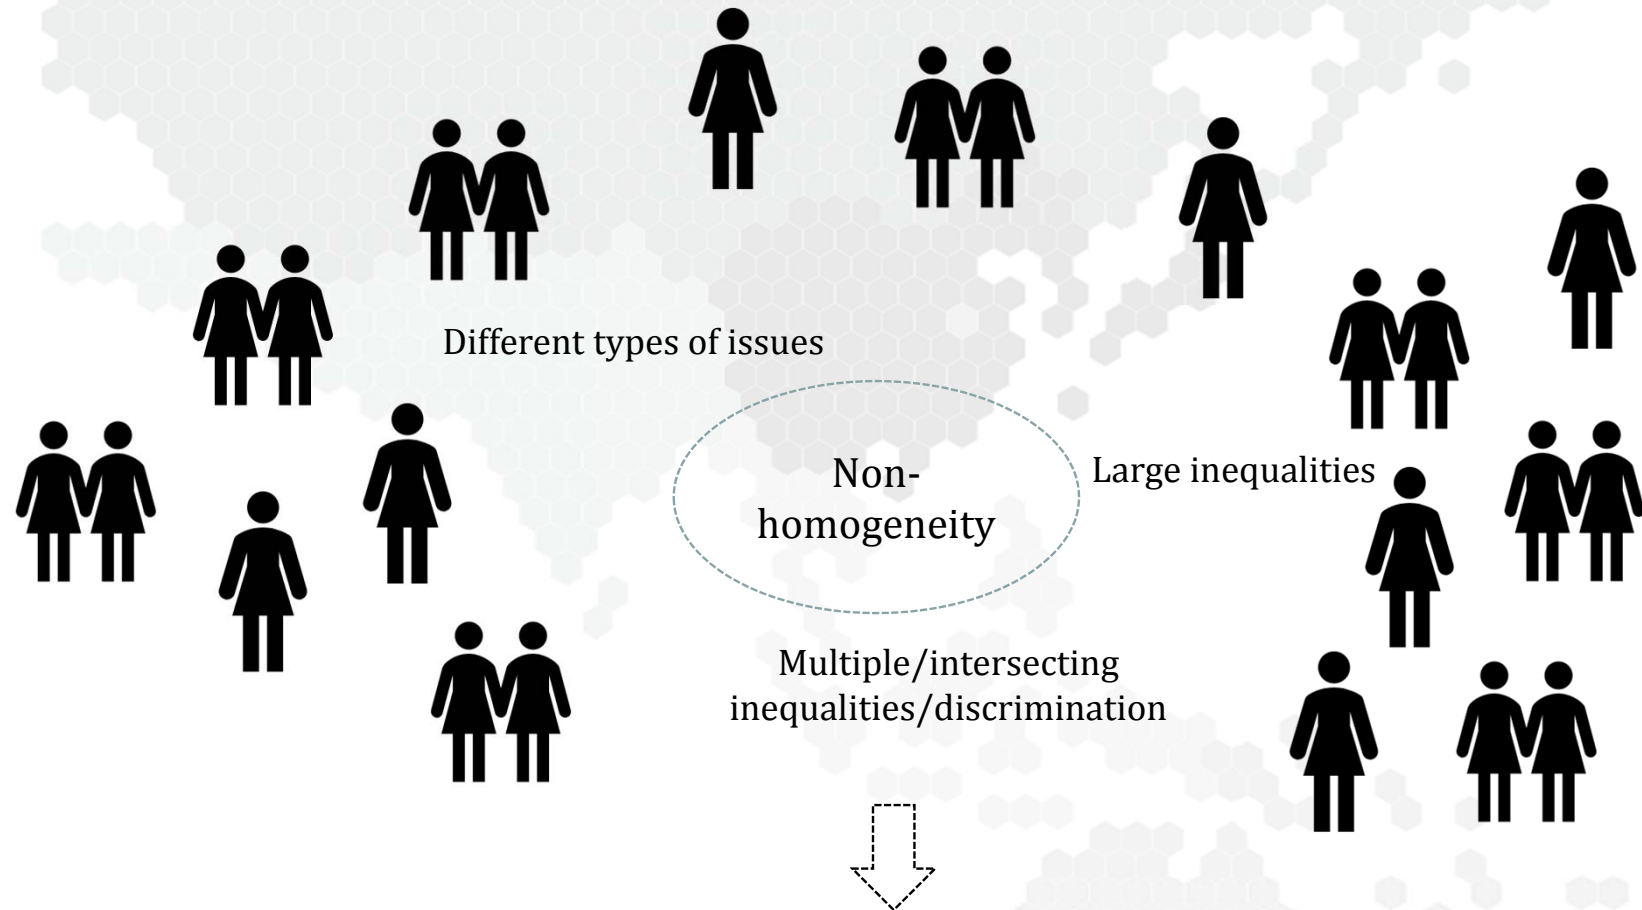 Different types of issues
Non-
homogeneity
Large inequalities
Multiple/intersecting
inequalities/discrimination